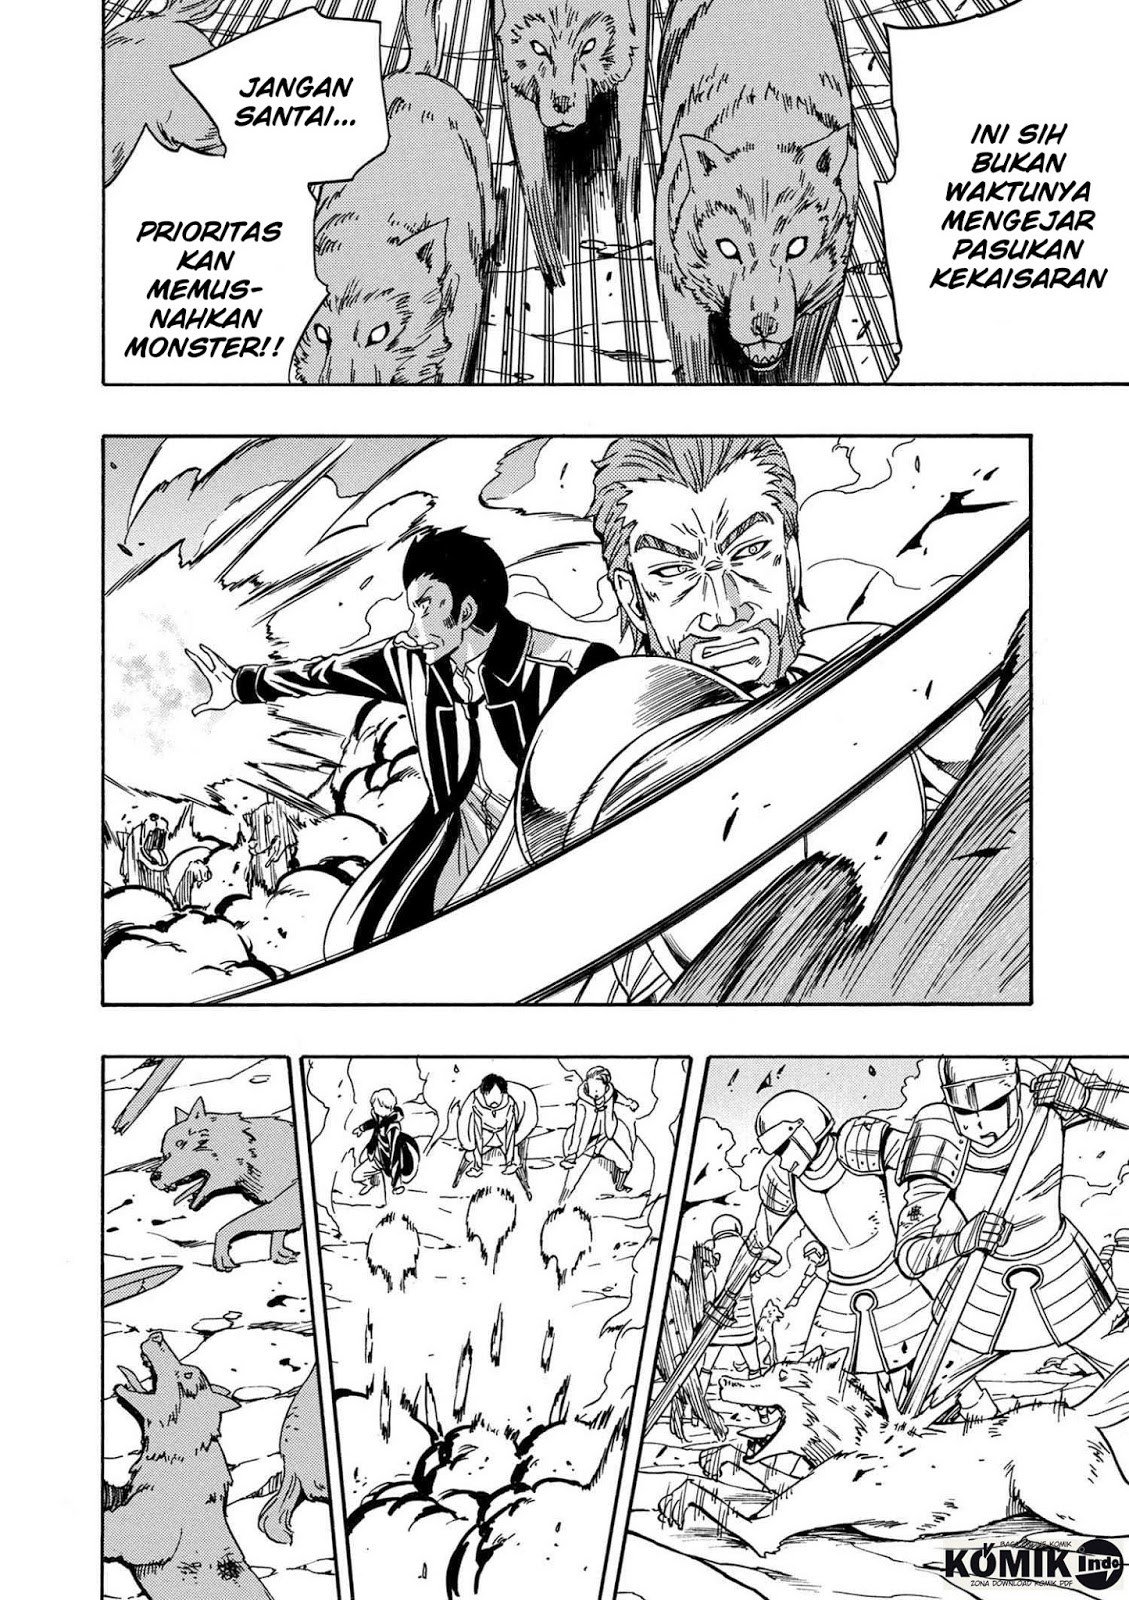 INI SIH
BUKAN
WAKTUNYA
MENGEJAR
PASUKAN
KEKAISARAN
JANGAN
SANTAI...
PRIORITAS
KAN
MEMUS-
NAHKAN
MONSTER!!
KOMIK Indo
ZONA DOWNLOAD KOMIK PDF